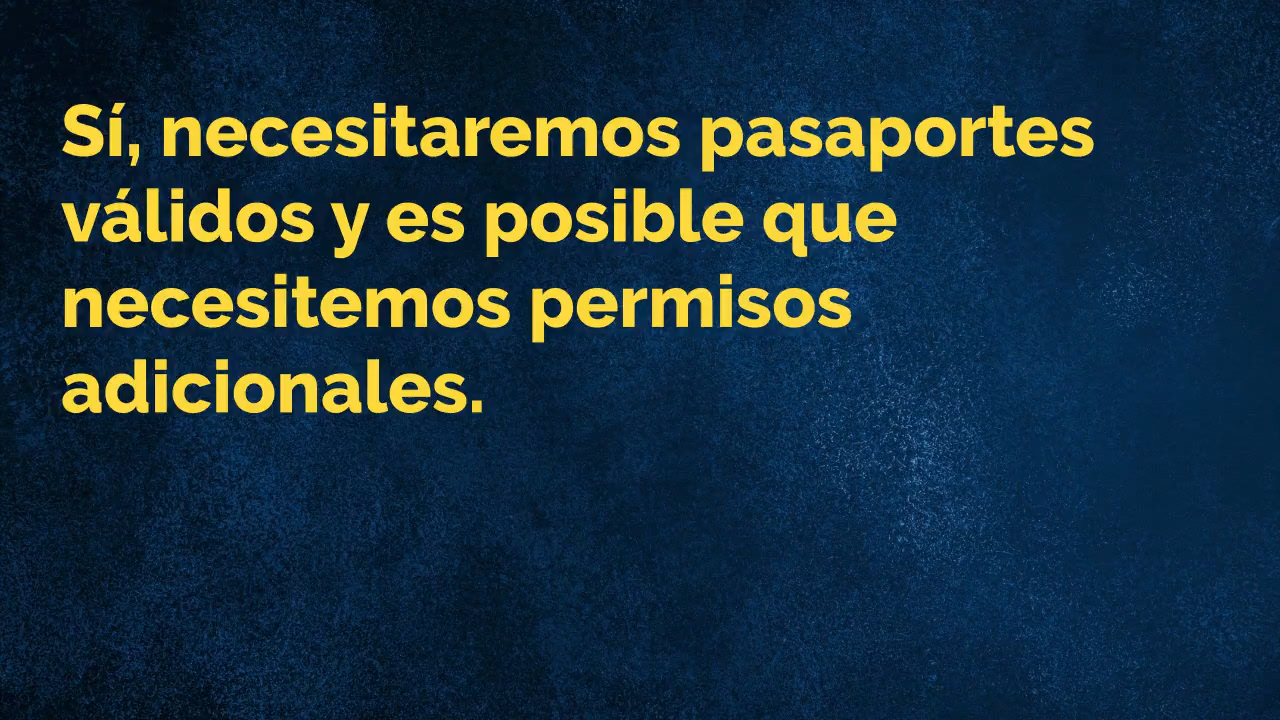 Sí, necesitaremos pasaportes
válidos y es posible que
necesitemos permisos
adicionales.